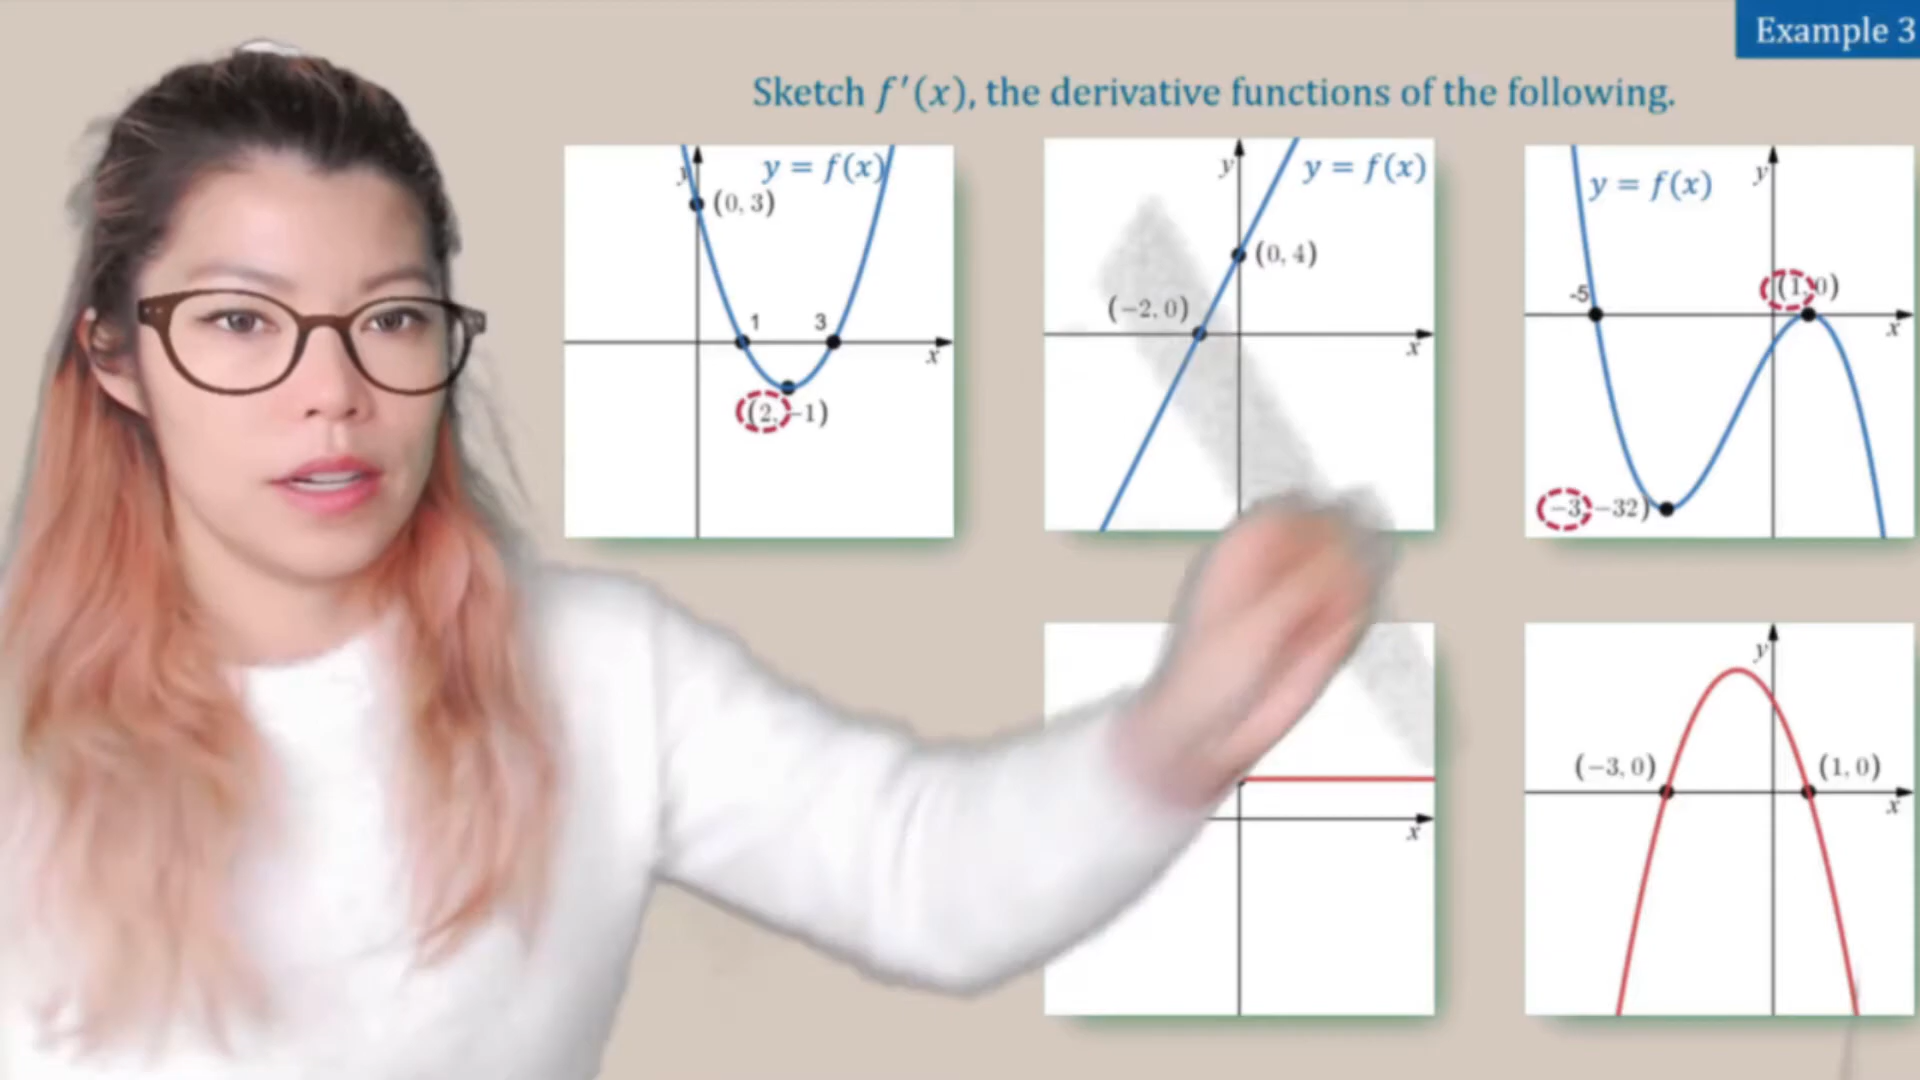 Example 3
Sketch f′(x), the derivative functions of the following.
y
y = f(x)
(0, 3)
1
3
x
(2, −1)
y
y = f(x)
(0, 4)
(−2, 0)
x
y = f(x)
y
-5
(1, 0)
x
(−3, −32)
x
y
(−3, 0)
(1, 0)
x